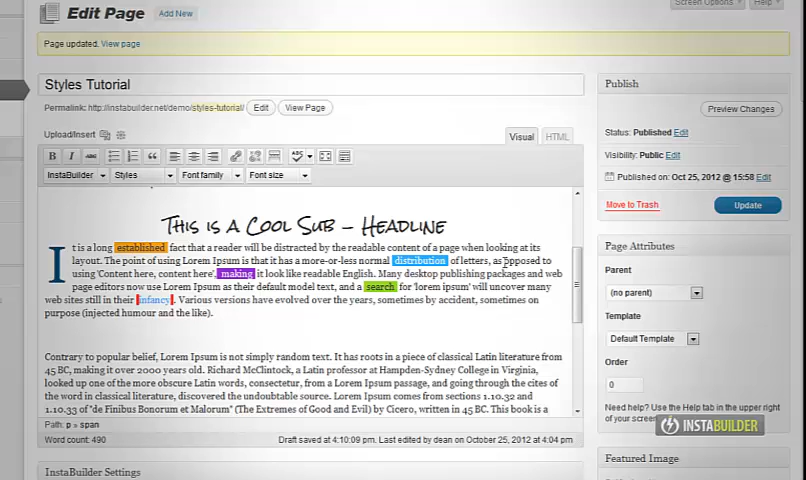 Edit Page Add New
Screen Options Help
Page updated. View page
Styles Tutorial
Permalink: http://instabuilder.net/demo/styles-tutorial/ Edit View Page
Upload/Insert
Visual HTML
B I ABC
InstaBuilder Styles Font family Font size
This is a Cool Sub – Headline
It is a long established fact that a reader will be distracted by the readable content of a page when looking at its
layout. The point of using Lorem Ipsum is that it has a more-or-less normal distribution of letters, as opposed to
using 'Content here, content here', making it look like readable English. Many desktop publishing packages and web
page editors now use Lorem Ipsum as their default model text, and a search for 'lorem ipsum' will uncover many
web sites still in their infancy. Various versions have evolved over the years, sometimes by accident, sometimes on
purpose (injected humour and the like).
Contrary to popular belief, Lorem Ipsum is not simply random text. It has roots in a piece of classical Latin literature from
45 BC, making it over 2000 years old. Richard McClintock, a Latin professor at Hampden-Sydney College in Virginia,
looked up one of the more obscure Latin words, consectetur, from a Lorem Ipsum passage, and going through the cites of
the word in classical literature, discovered the undoubtable source. Lorem Ipsum comes from sections 1.10.32 and
1.10.33 of "de Finibus Bonorum et Malorum" (The Extremes of Good and Evil) by Cicero, written in 45 BC. This book is a
Path: p » span
Word count: 490 Draft saved at 4:10:09 pm. Last edited by dean on October 25, 2012 at 4:04 pm
InstaBuilder Settings
Publish
Preview Changes
Status: Published Edit
Visibility: Public Edit
Published on: Oct 25, 2012 @ 15:58 Edit
Move to Trash Update
Page Attributes
Parent
(no parent)
Template
Default Template
Order
0
Need help? Use the Help tab in the upper right
of your screen
INSTABUILDER
Featured Image